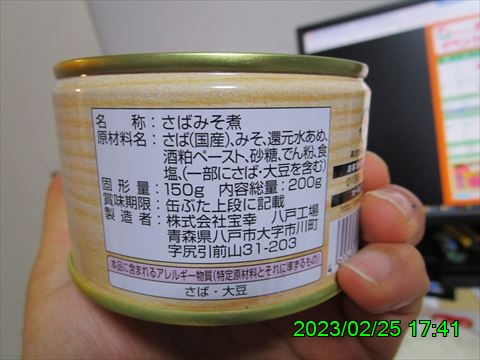 名 称：さばみそ煮
原材料名：さば(国産)、みそ、還元水あめ、
酒粕ペースト、砂糖、でん粉、食
塩、(一部にさば・大豆を含む)
固形量：150g 内容総量：200g
賞味期限：缶ぶた上段に記載
製造者：株式会社宝幸 八戸工場
青森県八戸市大字市川町
字尻引前山31-203
本品に含まれるアレルギー物質(特定原材料とそれに準ずるもの)
さば・大豆
2023/02/25 17:41